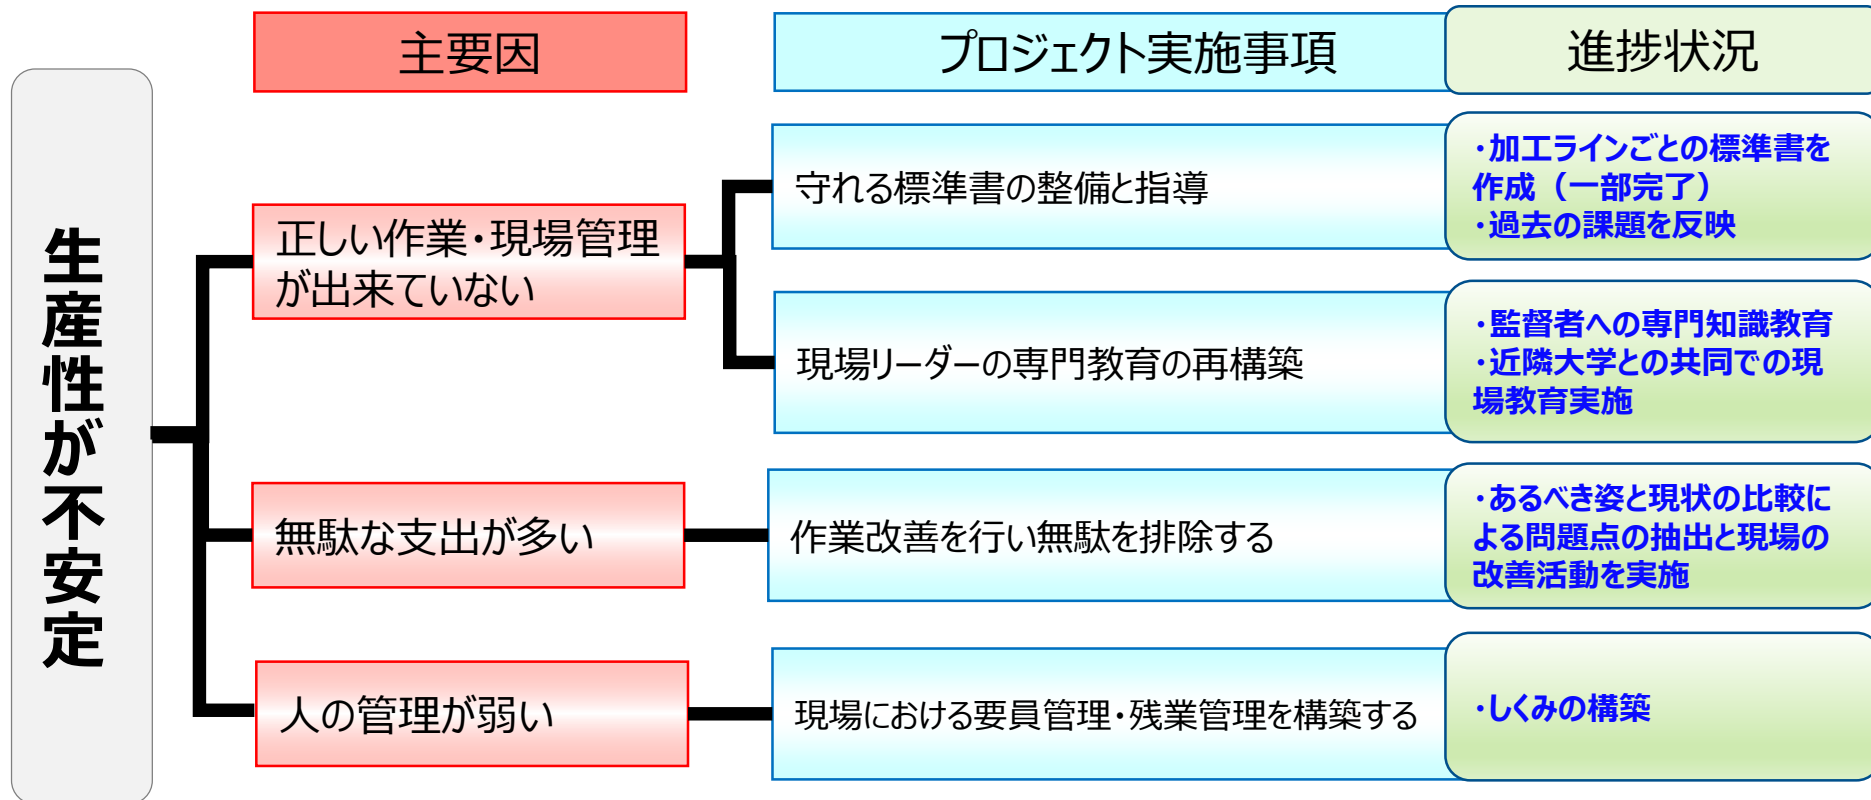 主要因
プロジェクト実施事項
進捗状況
生産性が不安定
正しい作業・現場管理
が出来ていない
守れる標準書の整備と指導
・加工ラインごとの標準書を
作成（一部完了）
・過去の課題を反映
現場リーダーの専門教育の再構築
・監督者への専門知識教育
・近隣大学との共同での現
場教育実施
無駄な支出が多い
作業改善を行い無駄を排除する
・あるべき姿と現状の比較によ
る問題点の抽出と現場の
改善活動を実施
人の管理が弱い
現場における要員管理・残業管理を構築する
・しくみの構築